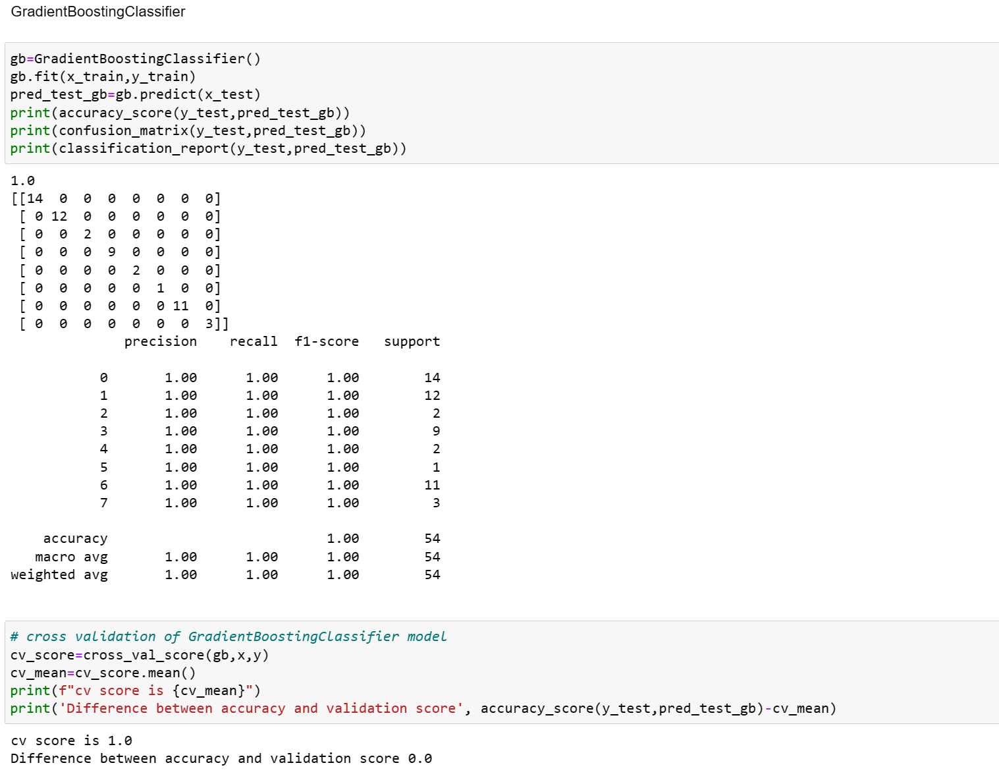 GradientBoostingClassifier
gb=GradientBoostingClassifier()
gb.fit(x_train,y_train)
pred_test_gb=gb.predict(x_test)
print(accuracy_score(y_test,pred_test_gb))
print(confusion_matrix(y_test,pred_test_gb))
print(classification_report(y_test,pred_test_gb))
1.0
[[14  0  0  0  0  0  0  0]
 [ 0 12  0  0  0  0  0  0]
 [ 0  0  2  0  0  0  0  0]
 [ 0  0  0  9  0  0  0  0]
 [ 0  0  0  0  2  0  0  0]
 [ 0  0  0  0  0  1  0  0]
 [ 0  0  0  0  0  0 11  0]
 [ 0  0  0  0  0  0  0  3]]
              precision    recall  f1-score   support
           0       1.00      1.00      1.00        14
           1       1.00      1.00      1.00        12
           2       1.00      1.00      1.00         2
           3       1.00      1.00      1.00         9
           4       1.00      1.00      1.00         2
           5       1.00      1.00      1.00         1
           6       1.00      1.00      1.00        11
           7       1.00      1.00      1.00         3
    accuracy                           1.00        54
   macro avg       1.00      1.00      1.00        54
weighted avg       1.00      1.00      1.00        54
# cross validation of GradientBoostingClassifier model
cv_score=cross_val_score(gb,x,y)
cv_mean=cv_score.mean()
print(f"cv score is {cv_mean}")
print('Difference between accuracy and validation score', accuracy_score(y_test,pred_test_gb)-cv_mean)
cv score is 1.0
Difference between accuracy and validation score 0.0